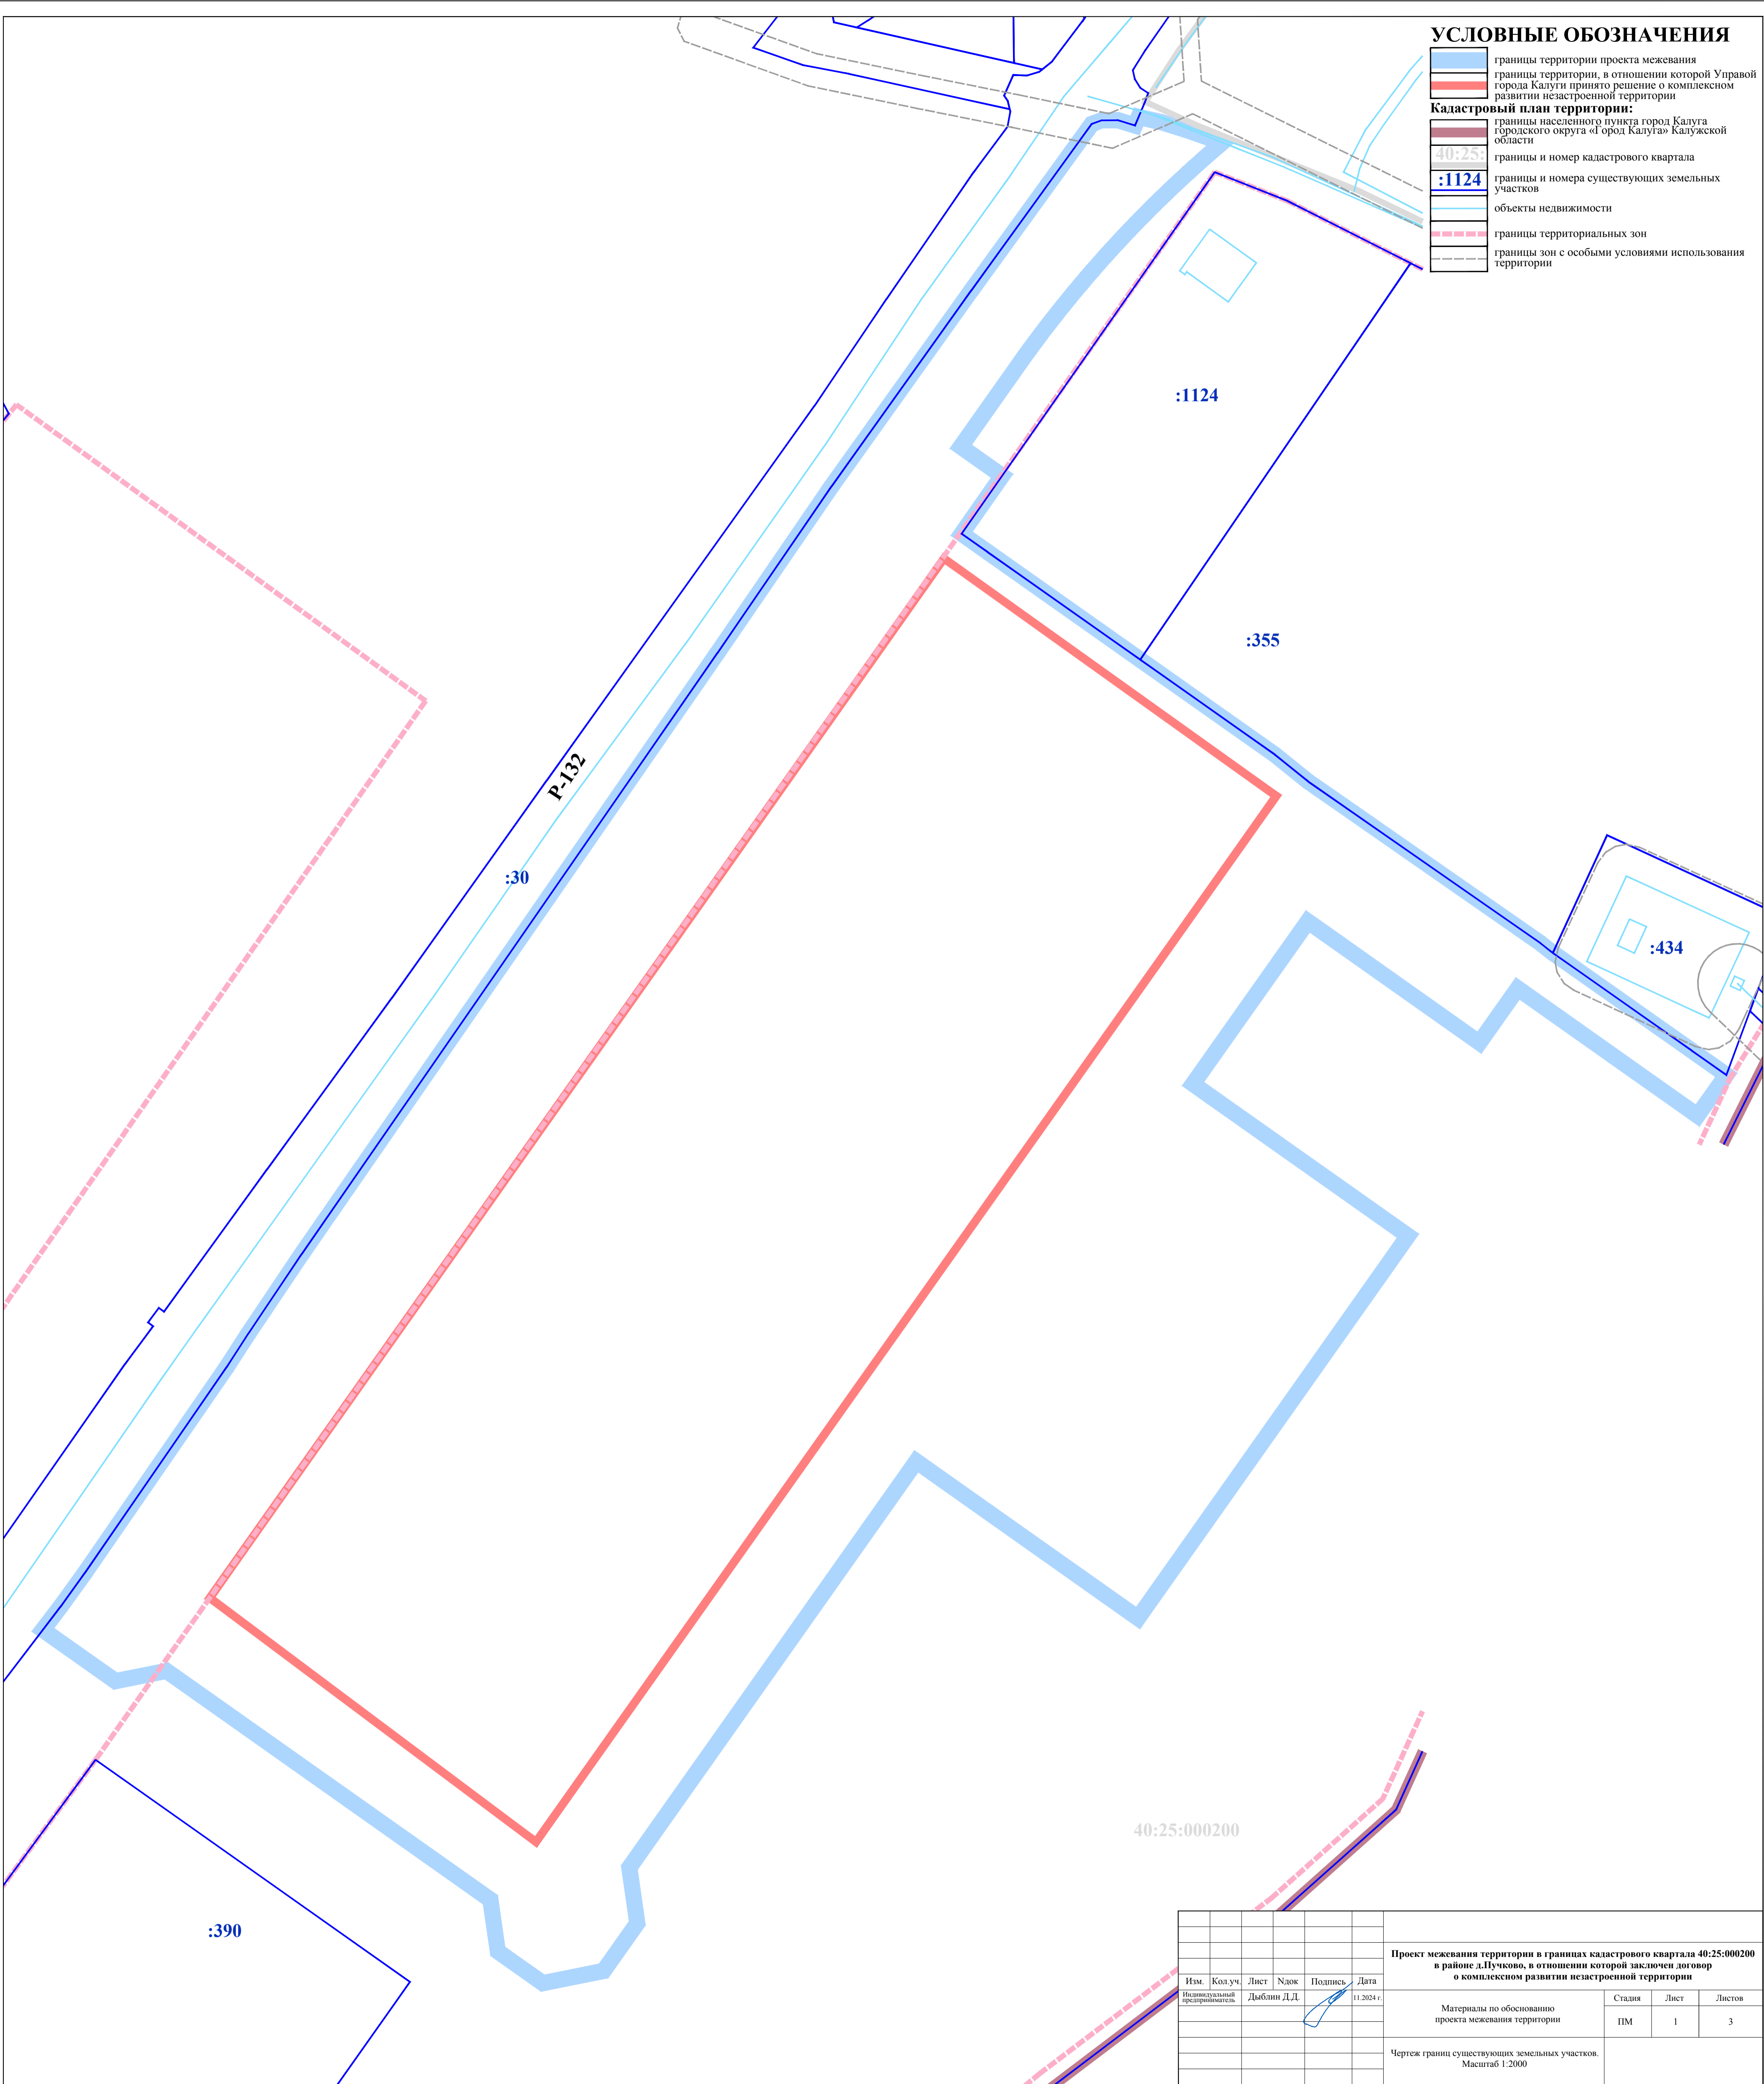 УСЛОВНЫЕ ОБОЗНАЧЕНИЯ
границы территории проекта межевания
границы территории, в отношении которой Управой
города Калуги принято решение о комплексном
развитии незастроенной территории
Кадастровый план территории:
границы населенного пункта город Калуга
городского округа «Город Калуга» Калужской
области
40:25:
границы и номер кадастрового квартала
:1124
границы и номера существующих земельных
участков
объекты недвижимости
границы территориальных зон
границы зон с особыми условиями использования
территории
:1124
:355
Р-132
:30
:434
40:25:000200
:390
Проект межевания территории в границах кадастрового квартала 40:25:000200
в районе д.Пучково, в отношении которой заключен договор
о комплексном развитии незастроенной территории
Изм. Кол.уч. Лист Nдок Подпись Дата
Индивидуальный
предприниматель
Дыблин Д.Д.
11.2024 г.
Материалы по обоснованию
проекта межевания территории
Стадия Лист Листов
ПМ 1 3
Чертеж границ существующих земельных участков.
Масштаб 1:2000